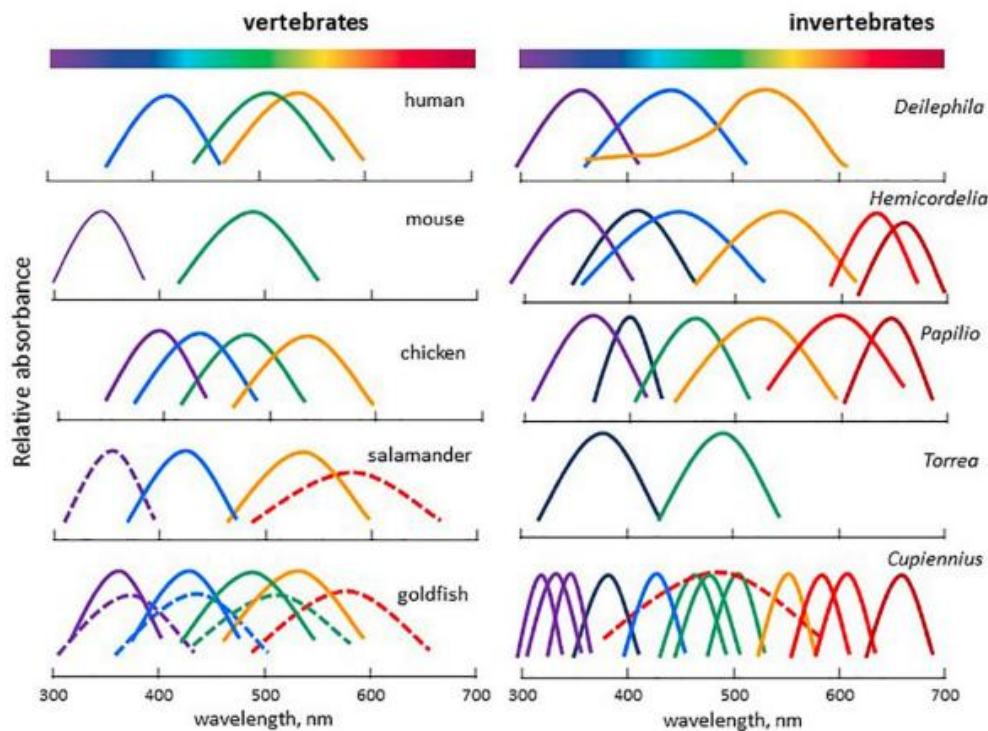 vertebrates
invertebrates
human
Deilephila
mouse
Hemicordelia
chicken
Papilio
salamander
Torrea
goldfish
Cupiennius
Relative absorbance
300 400 500 600 700
300 400 500 600 700
wavelength, nm
wavelength, nm